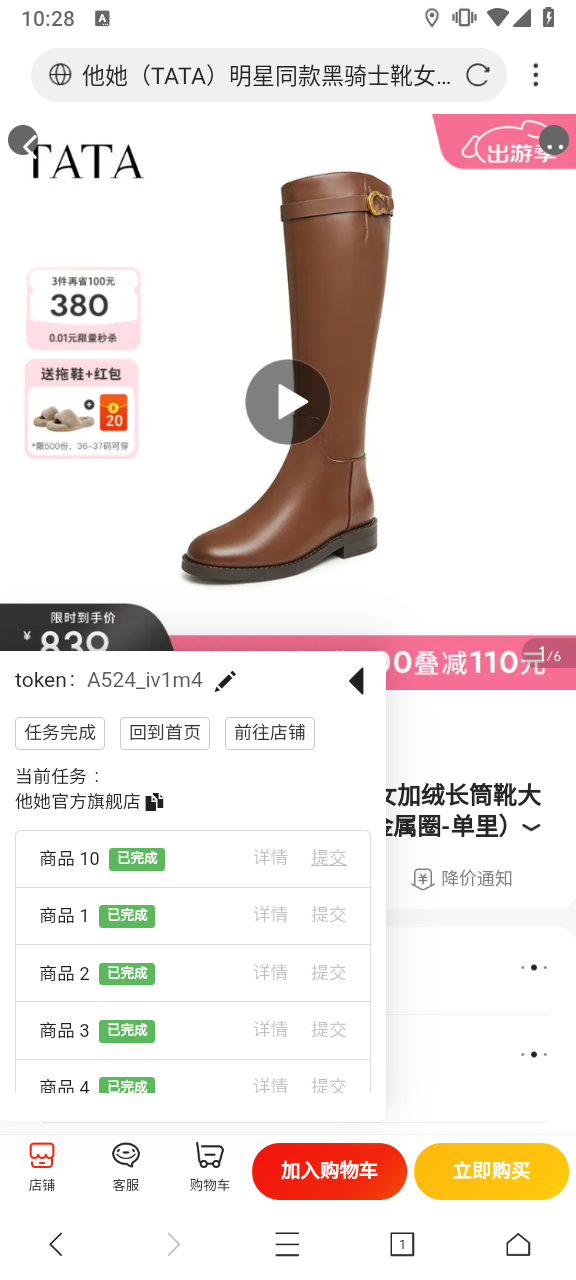 10:28
A
他她（TATA）明星同款黑骑士靴女...
TATA
出游季
3件再省100元
380
0.01元限量秒杀
送拖鞋+红包
¥
20
*限500份，36-37码可穿
限时到手价
¥ 839
00叠减110元
1/6
token： A524_iv1m4
任务完成
回到首页
前往店铺
当前任务：
他她官方旗舰店
女加绒长筒靴大
金属圈-单里）
降价通知
商品 10 已完成 详情 提交
商品 1 已完成 详情 提交
商品 2 已完成 详情 提交
商品 3 已完成 详情 提交
商品 4 已完成 详情 提交
店铺
客服
购物车
加入购物车
立即购买
1